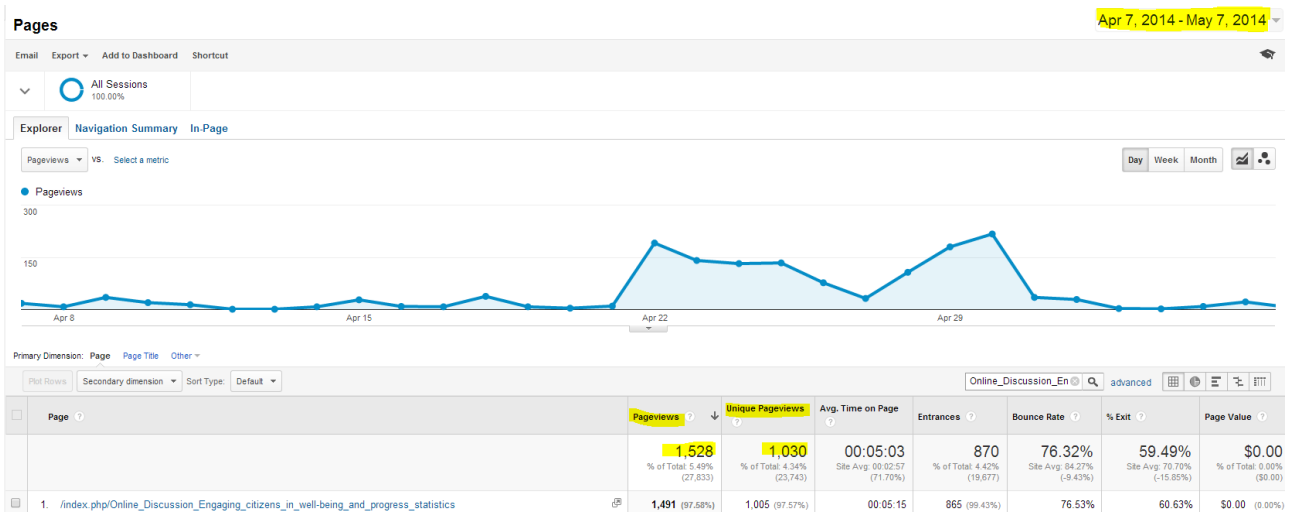 Pages
Apr 7, 2014 - May 7, 2014
Email Export Add to Dashboard Shortcut
All Sessions
100.00%
Explorer Navigation Summary In-Page
Pageviews VS. Select a metric
Day Week Month
Pageviews
300
150
Apr 8 Apr 15 Apr 22 Apr 29
Primary Dimension: Page Page Title Other
Plot Rows Secondary dimension Sort Type: Default Online_Discussion_En advanced
Page ? Pageviews ? Unique Pageviews ? Avg. Time on Page ? Entrances ? Bounce Rate ? % Exit ? Page Value ?
1,528 1,030 00:05:03 870 76.32% 59.49% $0.00
% of Total: 5.49% % of Total: 4.34% Site Avg: 00:02:57 % of Total: 4.42% Site Avg: 84.27% Site Avg: 70.70% % of Total: 0.00%
(27,833) (23,743) (71.70%) (19,677) (-9.43%) (-15.85%) ($0.00)
1. /index.php/Online_Discussion_Engaging_citizens_in_well-being_and_progress_statistics 1,491 (97.58%) 1,005 (97.57%) 00:05:15 865 (99.43%) 76.53% 60.63% $0.00 (0.00%)